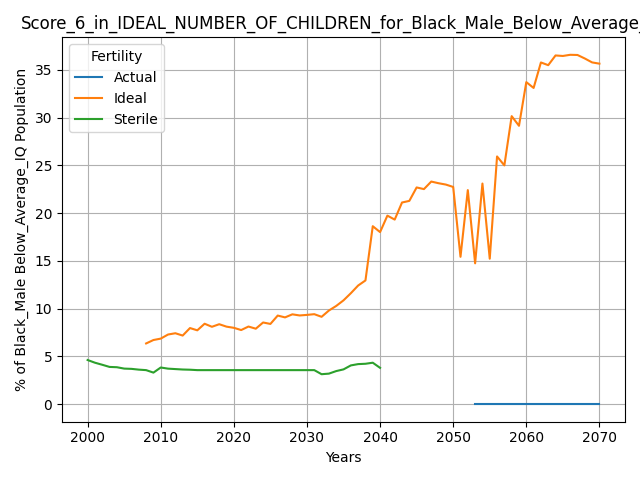 Score_6_in_IDEAL_NUMBER_OF_CHILDREN_for_Black_Male_Below_Average_
Fertility
Actual
Ideal
Sterile
% of Black_Male Below_Average_IQ Population
35
30
25
20
15
10
5
0
2000 2010 2020 2030 2040 2050 2060 2070
Years